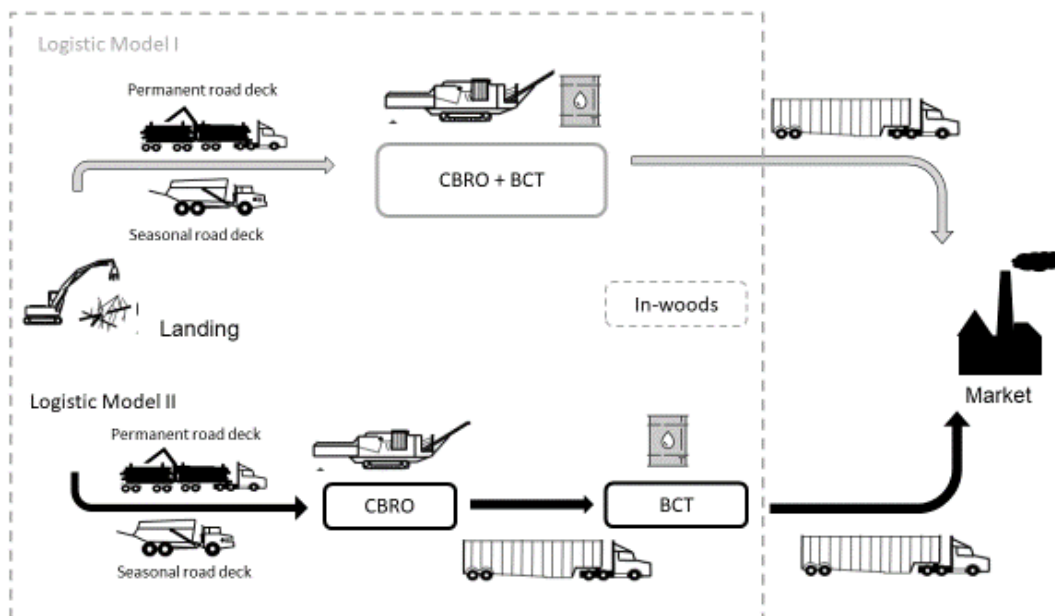 Logistic Model I
Permanent road deck
CBRO + BCT
Seasonal road deck
In-woods
Landing
Market
Logistic Model II
Permanent road deck
CBRO
BCT
Seasonal road deck